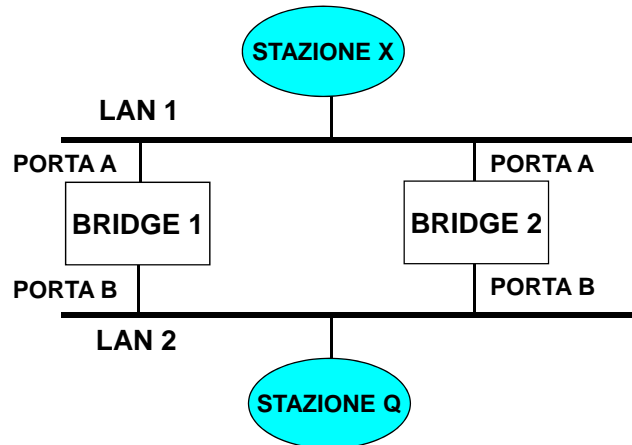 STAZIONE X
LAN 1
PORTA A
PORTA A
BRIDGE 1
BRIDGE 2
PORTA B
PORTA B
LAN 2
STAZIONE Q